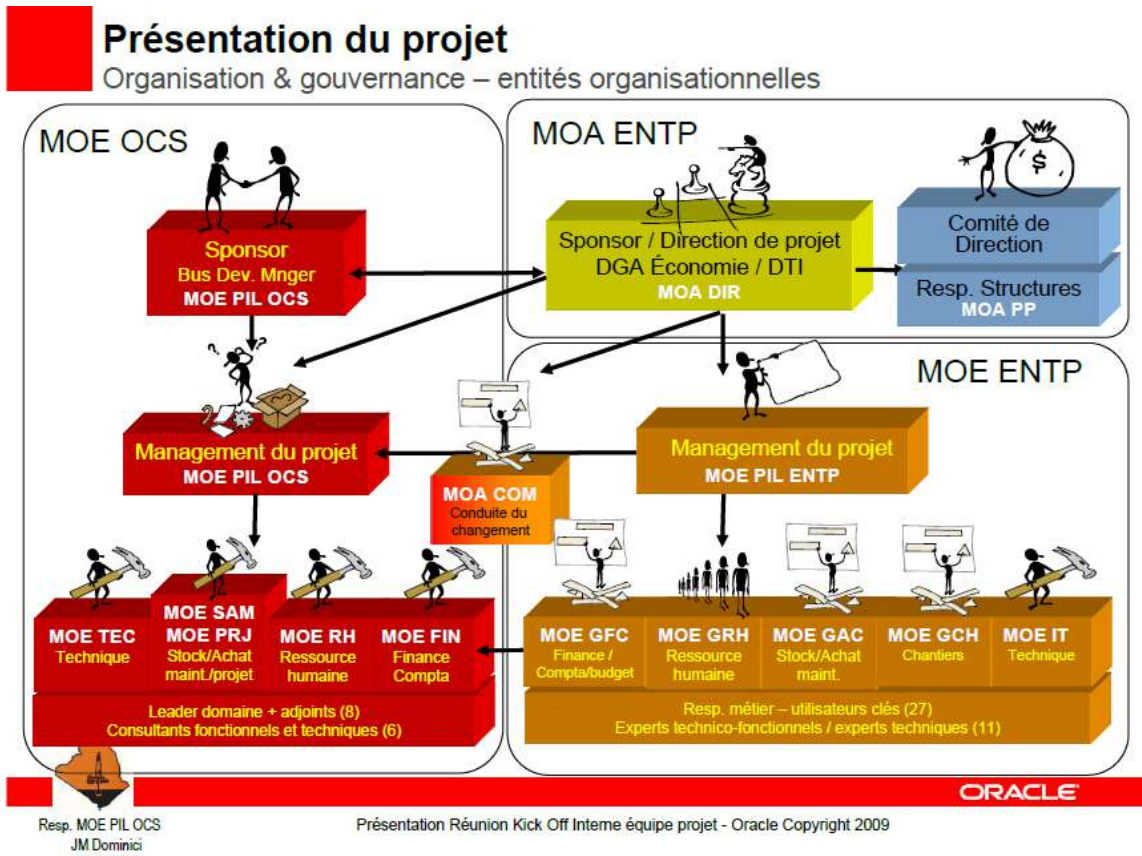 Présentation du projet
Organisation & gouvernance – entités organisationnelles
MOE OCS
Sponsor
Bus Dev. Mnger
MOE PIL OCS
MOA ENTP
Sponsor / Direction de projet
DGA Économie / DTI
MOA DIR
$
Comité de
Direction
Resp. Structures
MOA PP
Management du projet
MOE PIL OCS
MOA COM
Conduite du
changement
MOE ENTP
Management du projet
MOE PIL ENTP
MOE TEC
Technique
MOE SAM
MOE PRJ
Stock/Achat
maint./projet
MOE RH
Ressource
humaine
MOE FIN
Finance
Compta
Leader domaine + adjoints (8)
Consultants fonctionnels et techniques (6)
MOE GFC
Finance /
Compta/budget
MOE GRH
Ressource
humaine
MOE GAC
Stock/Achat
maint.
MOE GCH
Chantiers
MOE IT
Technique
Resp. métier – utilisateurs clés (27)
Experts technico-fonctionnels / experts techniques (11)
ORACLE
Resp. MOE PIL OCS
JM Dominici
Présentation Réunion Kick Off Interne équipe projet - Oracle Copyright 2009